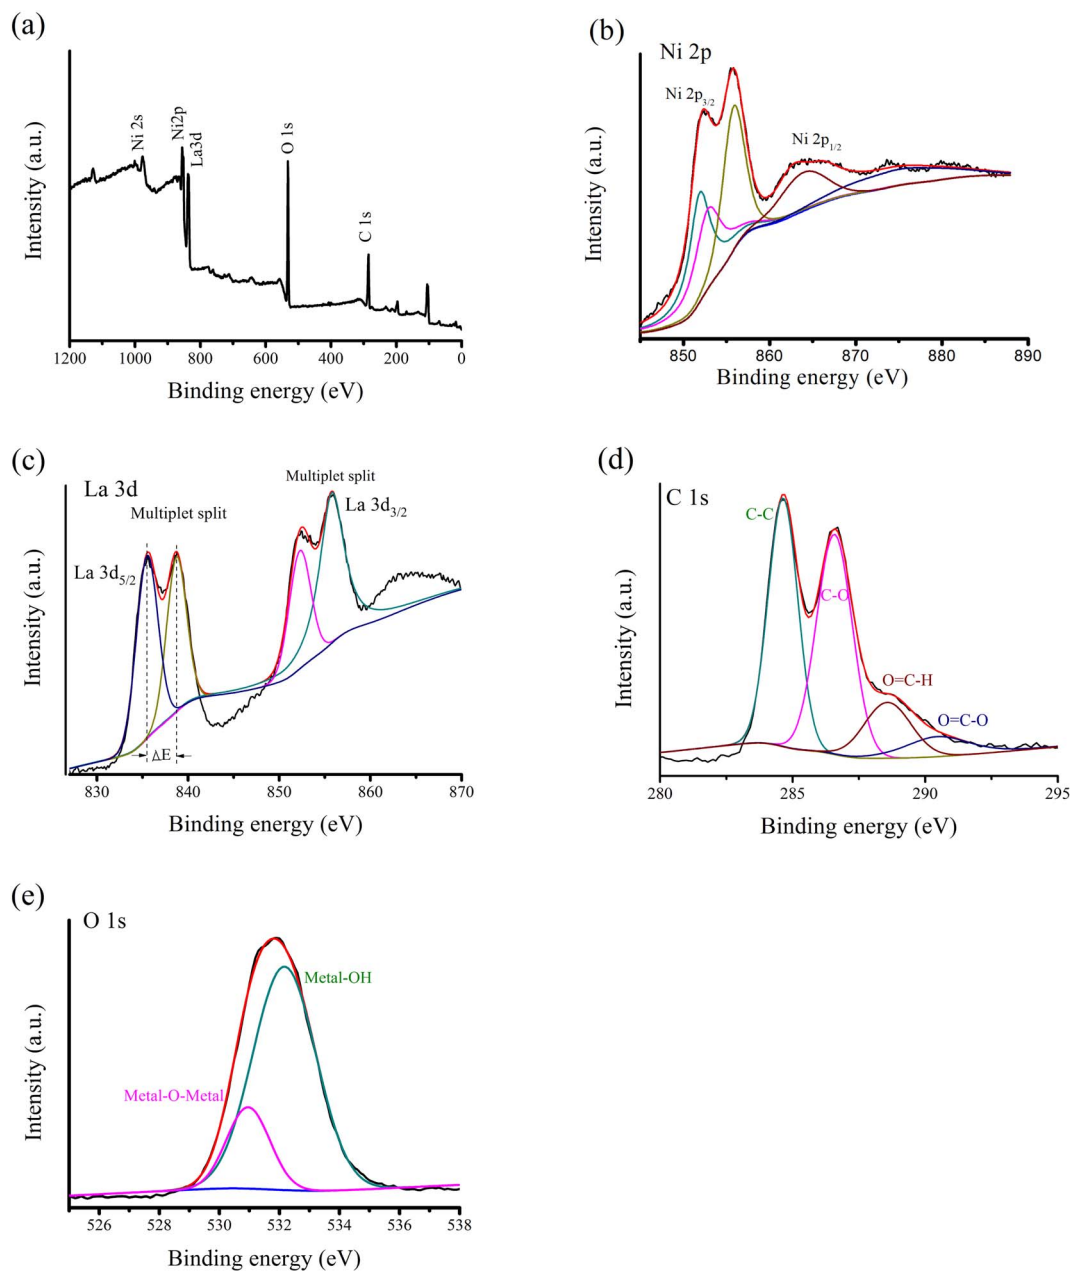 (a)
Intensity (a.u.)
Ni 2s
Ni2p
La3d
O 1s
C 1s
1200 1000 800 600 400 200 0
Binding energy (eV)
(b)
Ni 2p
Ni 2p3/2
Ni 2p1/2
Intensity (a.u.)
850 860 870 880 890
Binding energy (eV)
(c)
La 3d
Multiplet split
Multiplet split
La 3d3/2
La 3d5/2
ΔE
Intensity (a.u.)
830 840 850 860 870
Binding energy (eV)
(d)
C 1s
C-C
C-O
O=C-H
O=C-O
Intensity (a.u.)
280 285 290 295
Binding energy (eV)
(e)
O 1s
Metal-OH
Metal-O-Metal
Intensity (a.u.)
526 528 530 532 534 536 538
Binding energy (eV)